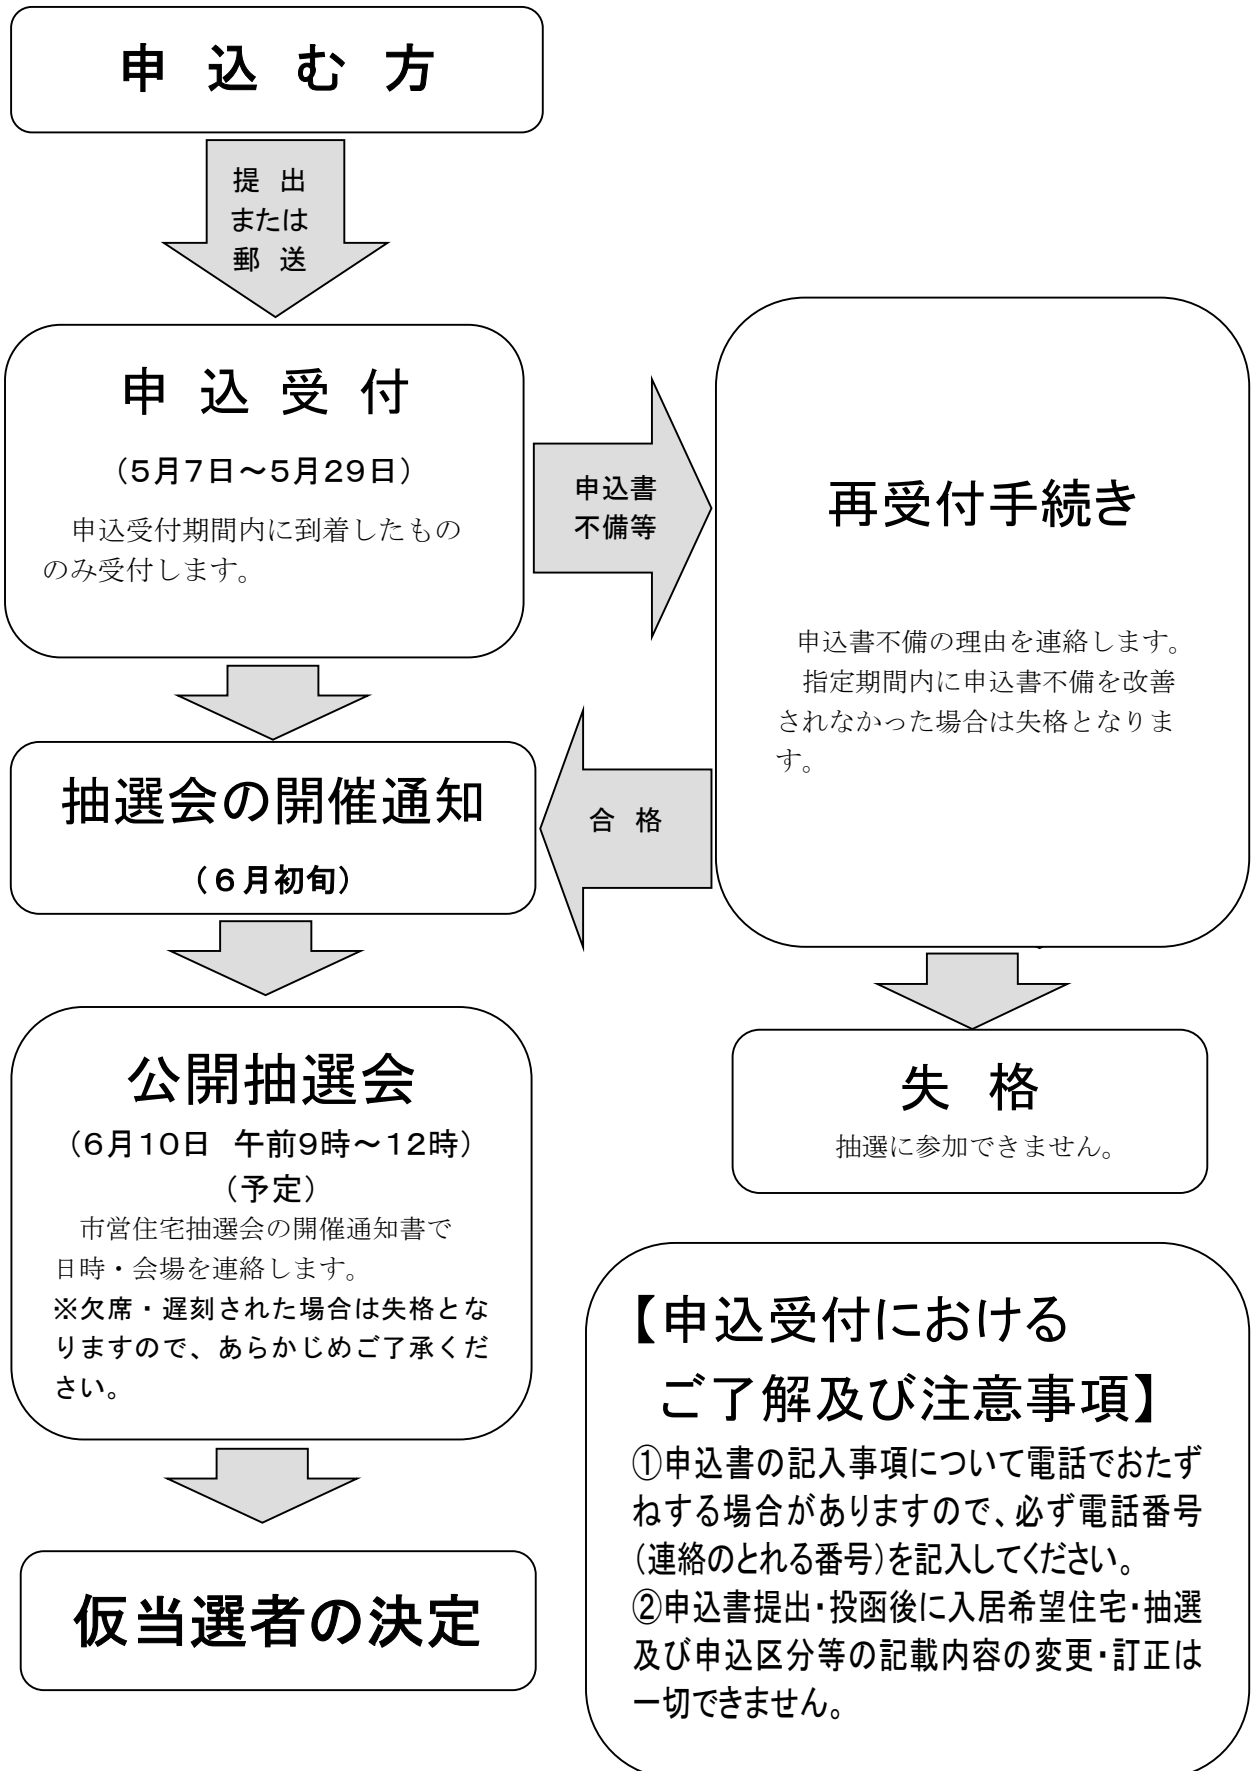 申 込 む 方
提 出
または
郵 送
申 込 受 付
（5月7日～5月29日）
申込受付期間内に到着したもの
のみ受付します。
申込書
不備等
再受付手続き
申込書不備の理由を連絡します。
指定期間内に申込書不備を改善
されなかった場合は失格となりま
す。
抽選会の開催通知
（６月初旬）
合 格
公開抽選会
（6月10日 午前9時～12時）
（予定）
市営住宅抽選会の開催通知書で
日時・会場を連絡します。
※欠席・遅刻された場合は失格とな
りますので、あらかじめご了承くだ
さい。
失 格
抽選に参加できません。
仮当選者の決定
【申込受付における
ご了解及び注意事項】
①申込書の記入事項について電話でおたず
ねする場合がありますので、必ず電話番号
（連絡のとれる番号）を記入してください。
②申込書提出・投函後に入居希望住宅・抽選
及び申込区分等の記載内容の変更・訂正は
一切できません。